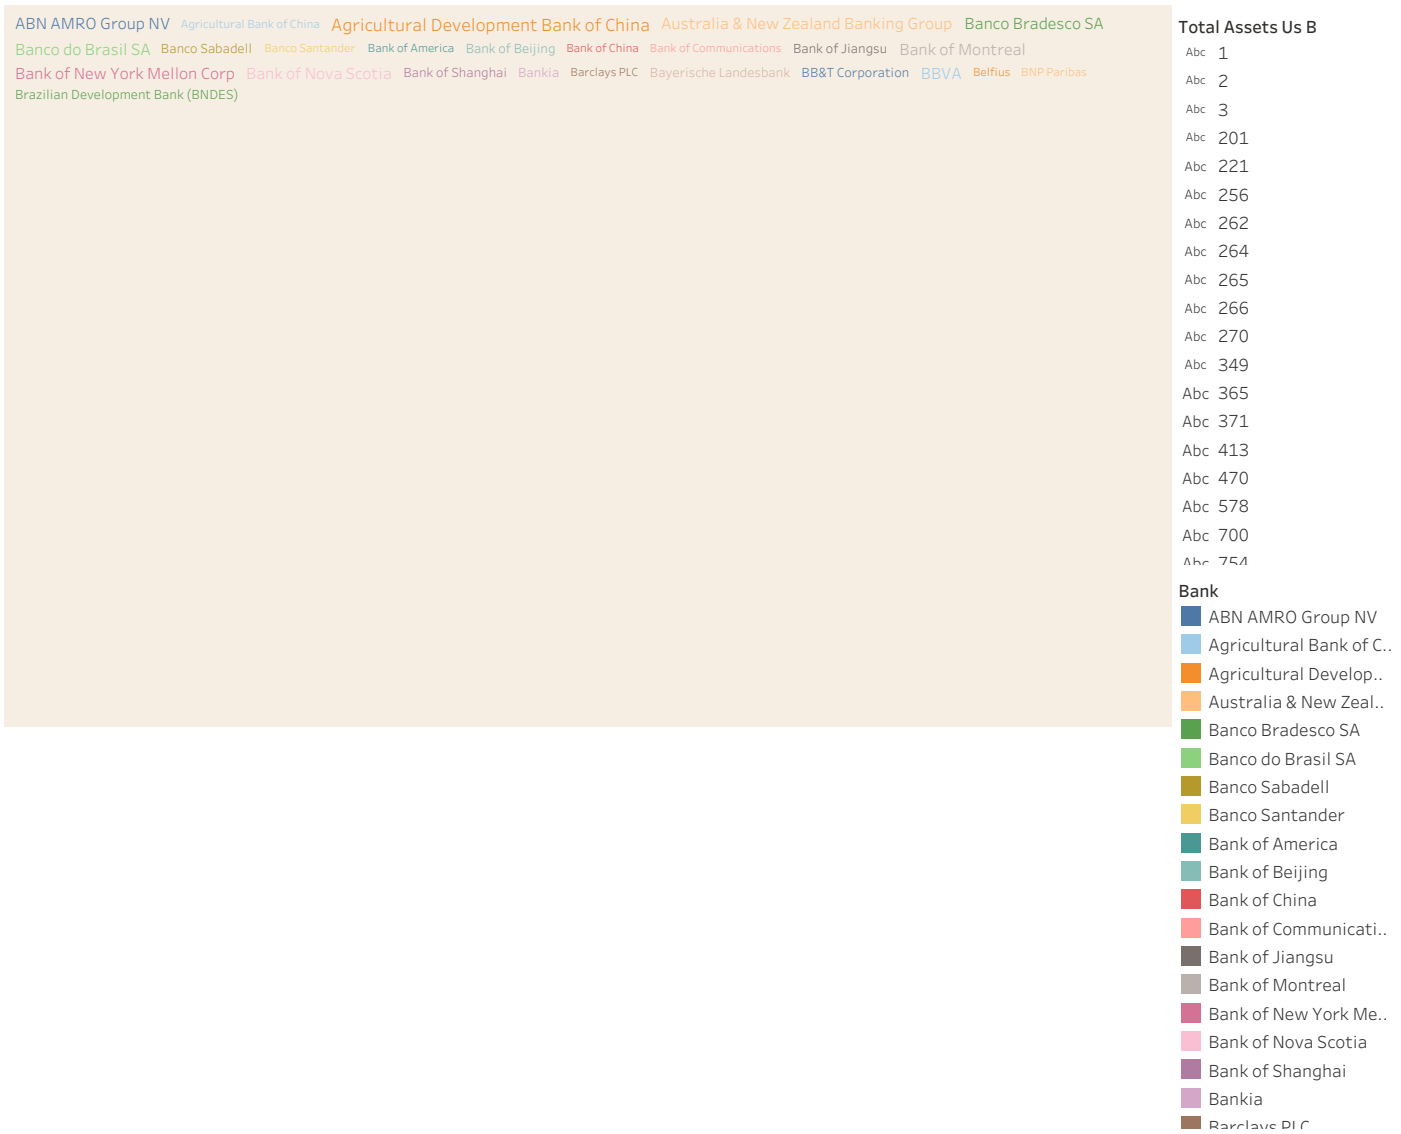 ABN AMRO Group NV Agricultural Bank of China Agricultural Development Bank of China Australia & New Zealand Banking Group Banco Bradesco SA
Banco do Brasil SA Banco Sabadell Banco Santander Bank of America Bank of Beijing Bank of China Bank of Communications Bank of Jiangsu Bank of Montreal
Bank of New York Mellon Corp Bank of Nova Scotia Bank of Shanghai Bankia Barclays PLC Bayerische Landesbank BB&T Corporation BBVA Belfius BNP Paribas
Brazilian Development Bank (BNDES)
Total Assets Us B
Abc 1
Abc 2
Abc 3
Abc 201
Abc 221
Abc 256
Abc 262
Abc 264
Abc 265
Abc 266
Abc 270
Abc 349
Abc 365
Abc 371
Abc 413
Abc 470
Abc 578
Abc 700
Abc 754
Bank
ABN AMRO Group NV
Agricultural Bank of C..
Agricultural Develop..
Australia & New Zeal..
Banco Bradesco SA
Banco do Brasil SA
Banco Sabadell
Banco Santander
Bank of America
Bank of Beijing
Bank of China
Bank of Communicati..
Bank of Jiangsu
Bank of Montreal
Bank of New York Me..
Bank of Nova Scotia
Bank of Shanghai
Bankia
Barclays PLC